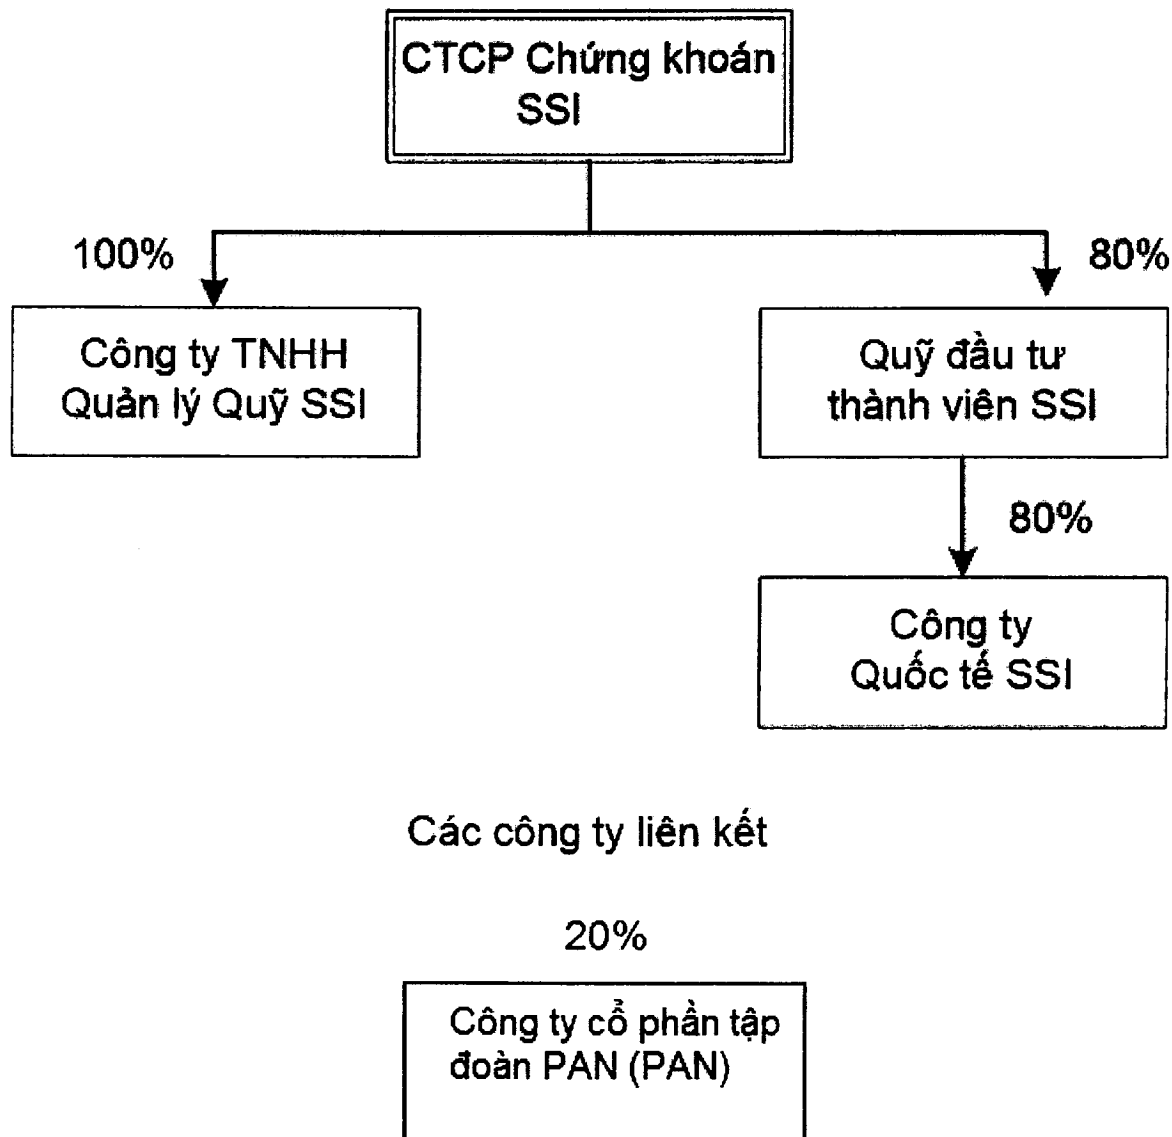 CTCP Chứng khoán
SSI
100%
80%
Công ty TNHH
Quản lý Quỹ SSI
Quỹ đầu tư
thành viên SSI
80%
Công ty
Quốc tế SSI
Các công ty liên kết
20%
Công ty cổ phần tập
đoàn PAN (PAN)